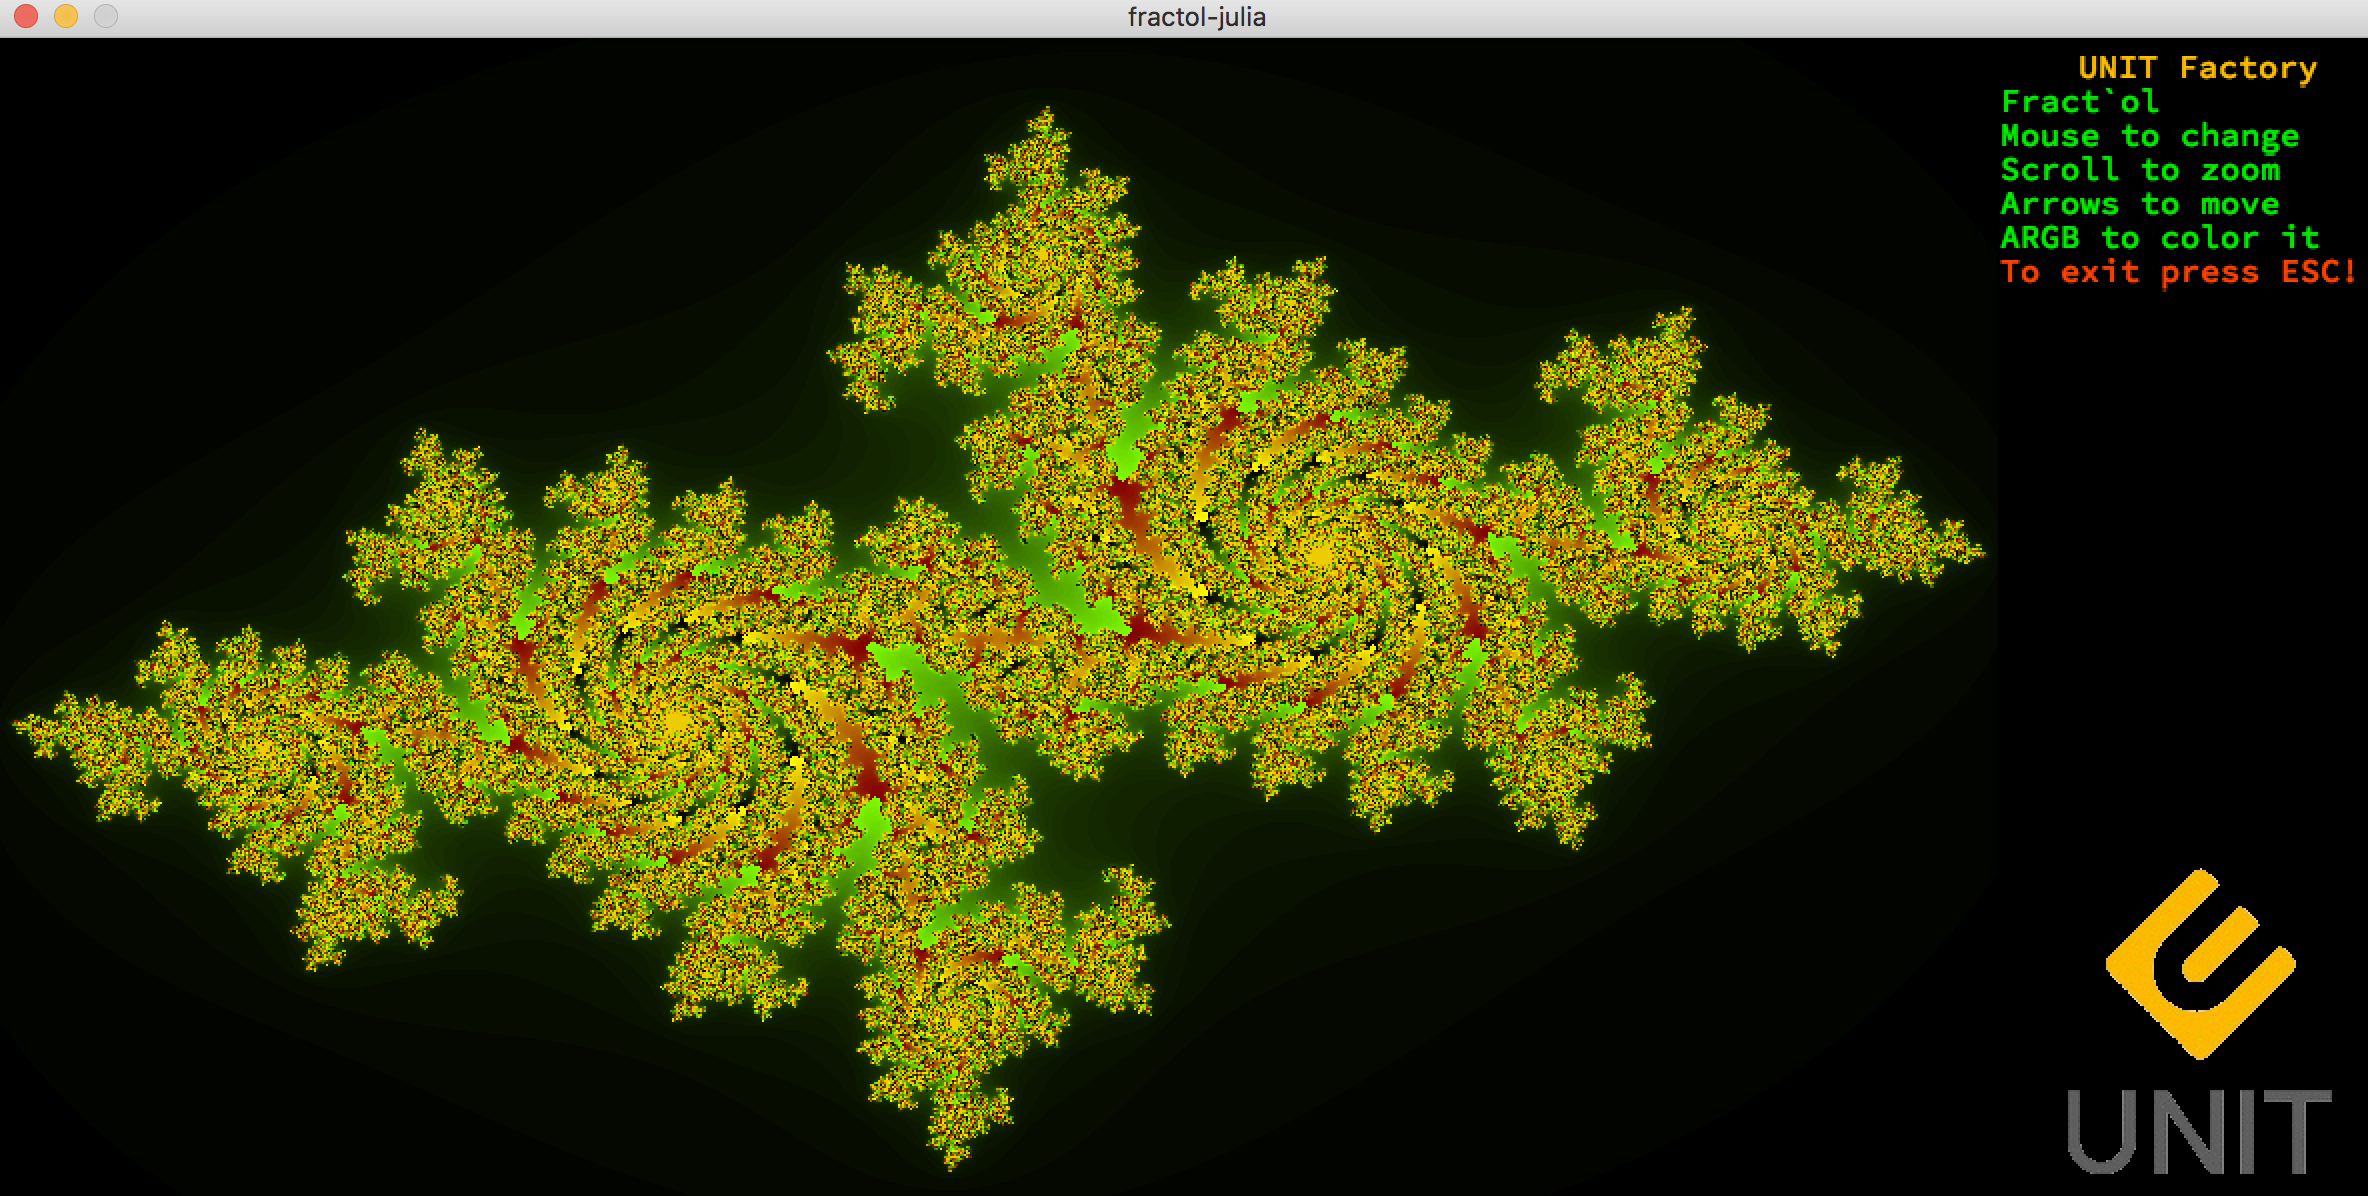 fractol-julia
UNIT Factory
Fract`ol
Mouse to change
Scroll to zoom
Arrows to move
ARGB to color it
To exit press ESC!
UNIT